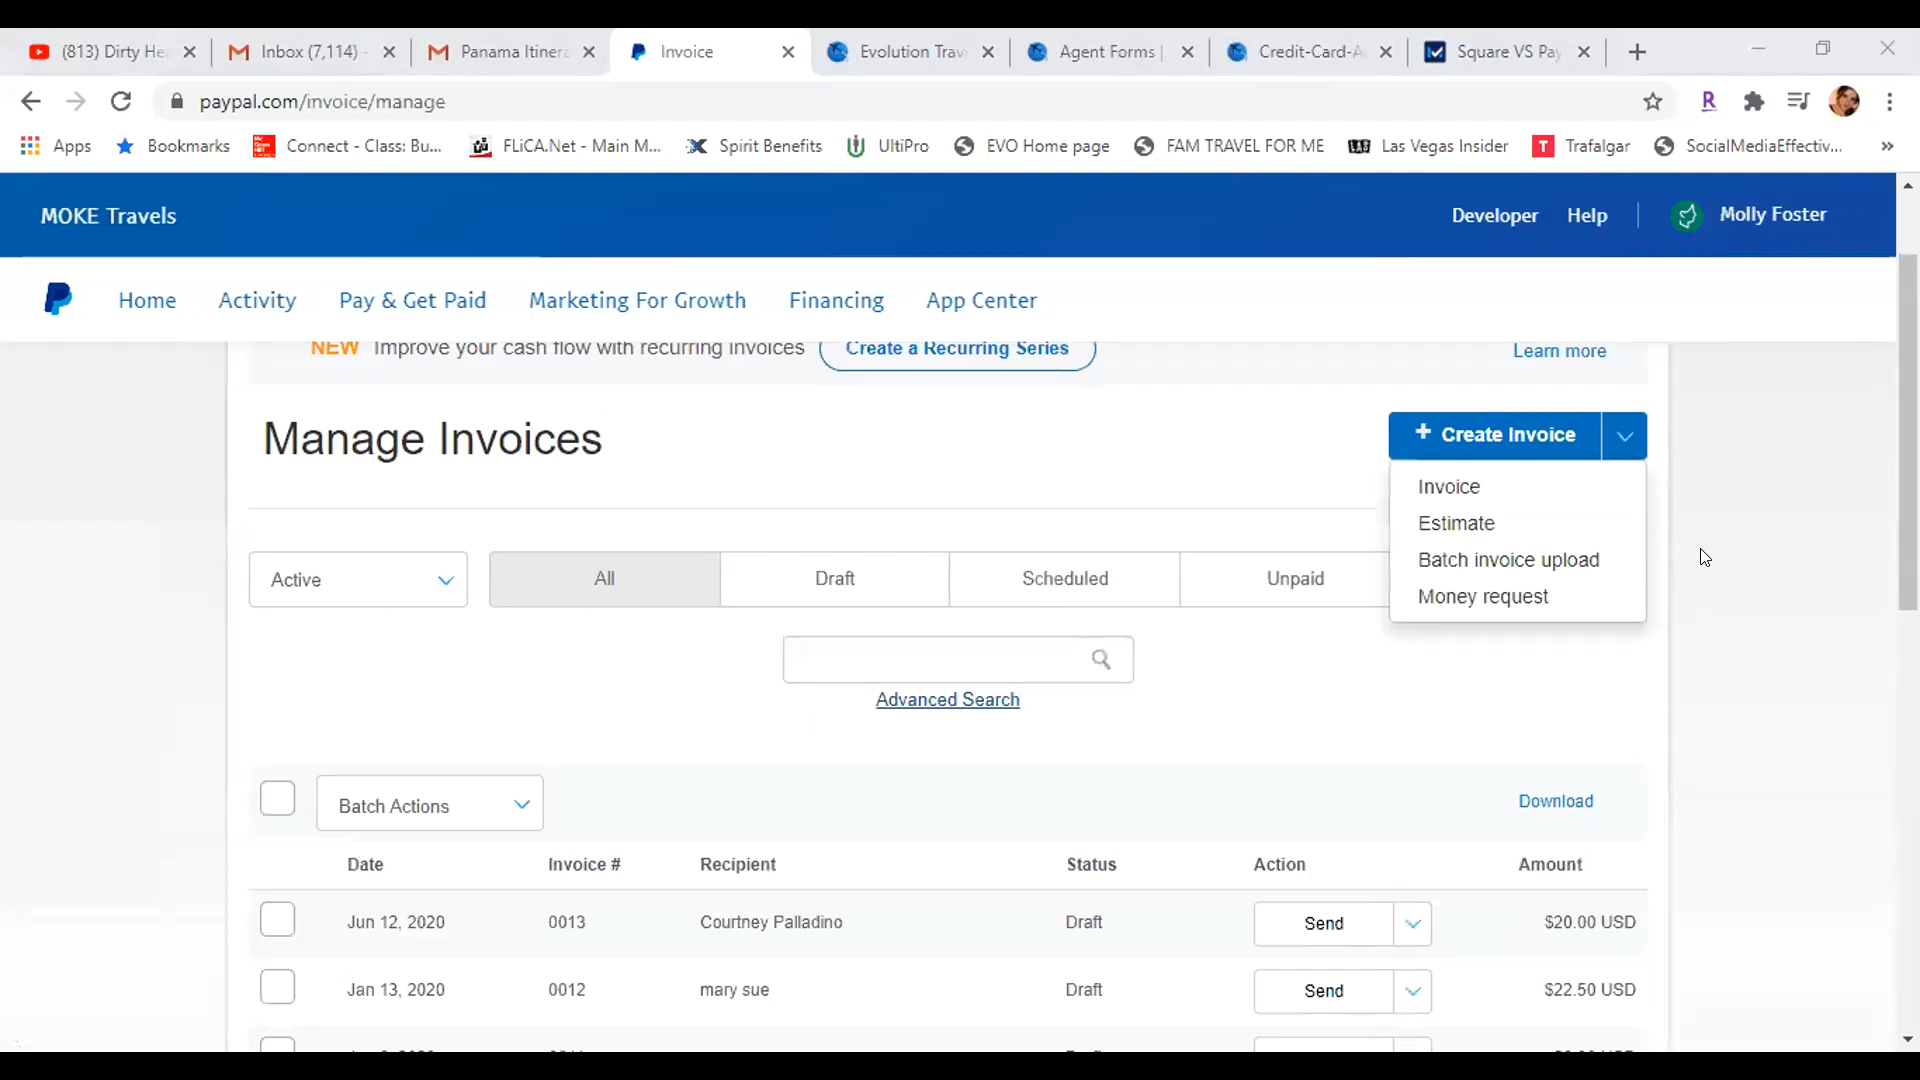 (813) Dirty Hea
Inbox (7,114) -
Panama Itinera
Invoice
Evolution Trav
Agent Forms |
Credit-Card-A
Square VS Pay
paypal.com/invoice/manage
Apps
Bookmarks
Connect - Class: Bu...
FLiCA.Net - Main M...
Spirit Benefits
UltiPro
EVO Home page
FAM TRAVEL FOR ME
Las Vegas Insider
Trafalgar
SocialMediaEffectiv...
MOKE Travels
Developer
Help
Molly Foster
Home
Activity
Pay & Get Paid
Marketing For Growth
Financing
App Center
NEW Improve your cash flow with recurring invoices
Create a Recurring Series
Learn more
Manage Invoices
+ Create Invoice
Invoice
Estimate
Batch invoice upload
Money request
Active
All
Draft
Scheduled
Unpaid
Advanced Search
Batch Actions
Download
Date Invoice # Recipient Status Action Amount
Jun 12, 2020 0013 Courtney Palladino Draft Send $20.00 USD
Jan 13, 2020 0012 mary sue Draft Send $22.50 USD